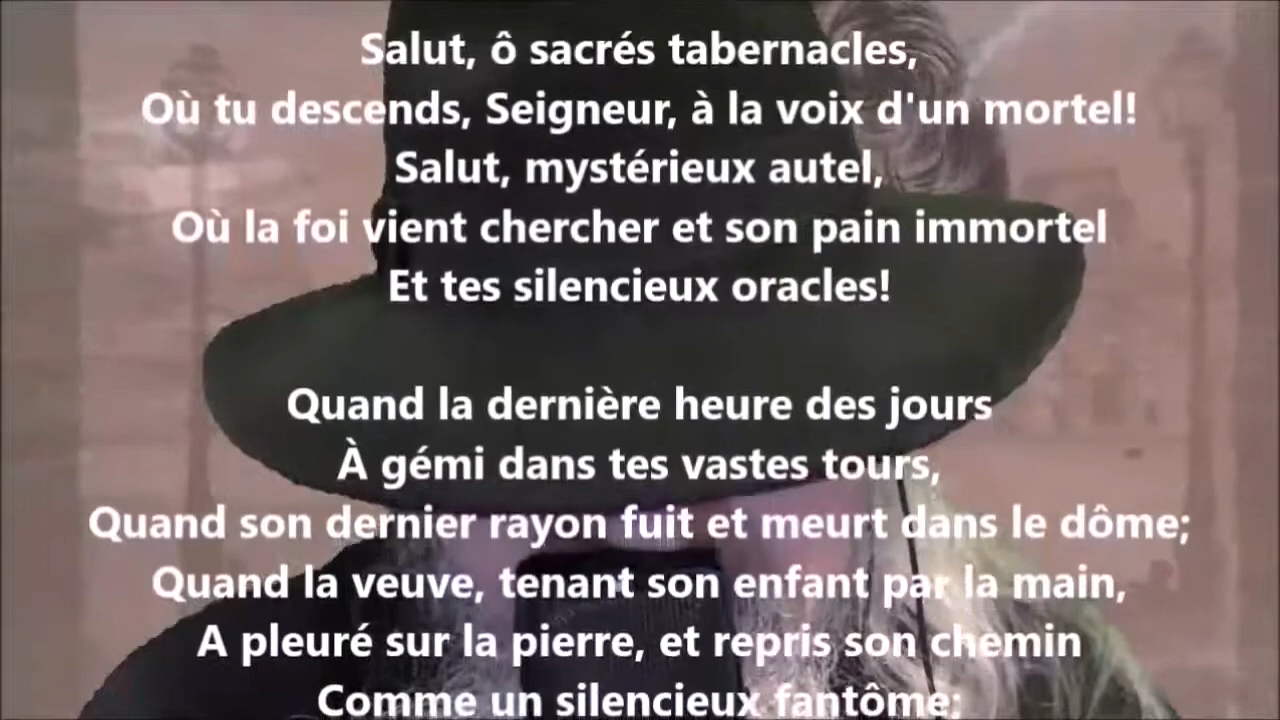 Salut, ô sacrés tabernacles,
Où tu descends, Seigneur, à la voix d'un mortel!
Salut, mystérieux autel,
Où la foi vient chercher et son pain immortel
Et tes silencieux oracles!
Quand la dernière heure des jours
À gémi dans tes vastes tours,
Quand son dernier rayon fuit et meurt dans le dôme;
Quand la veuve, tenant son enfant par la main,
A pleuré sur la pierre, et repris son chemin
Comme un silencieux fantôme;